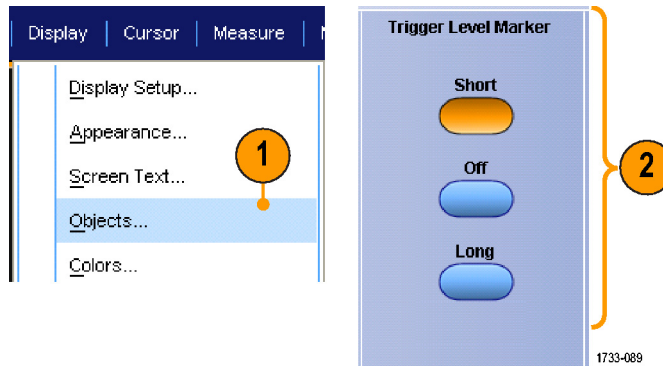 Display | Cursor | Measure |
Display Setup...
Appearance...
Screen Text...
Objects...
Colors...
1
Trigger Level Marker
Short
Off
Long
2
1733-089